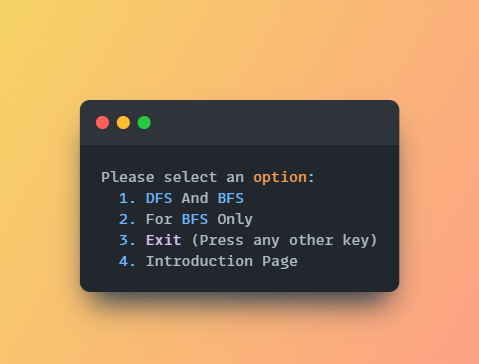 Please select an option:
1. DFS And BFS
2. For BFS Only
3. Exit (Press any other key)
4. Introduction Page